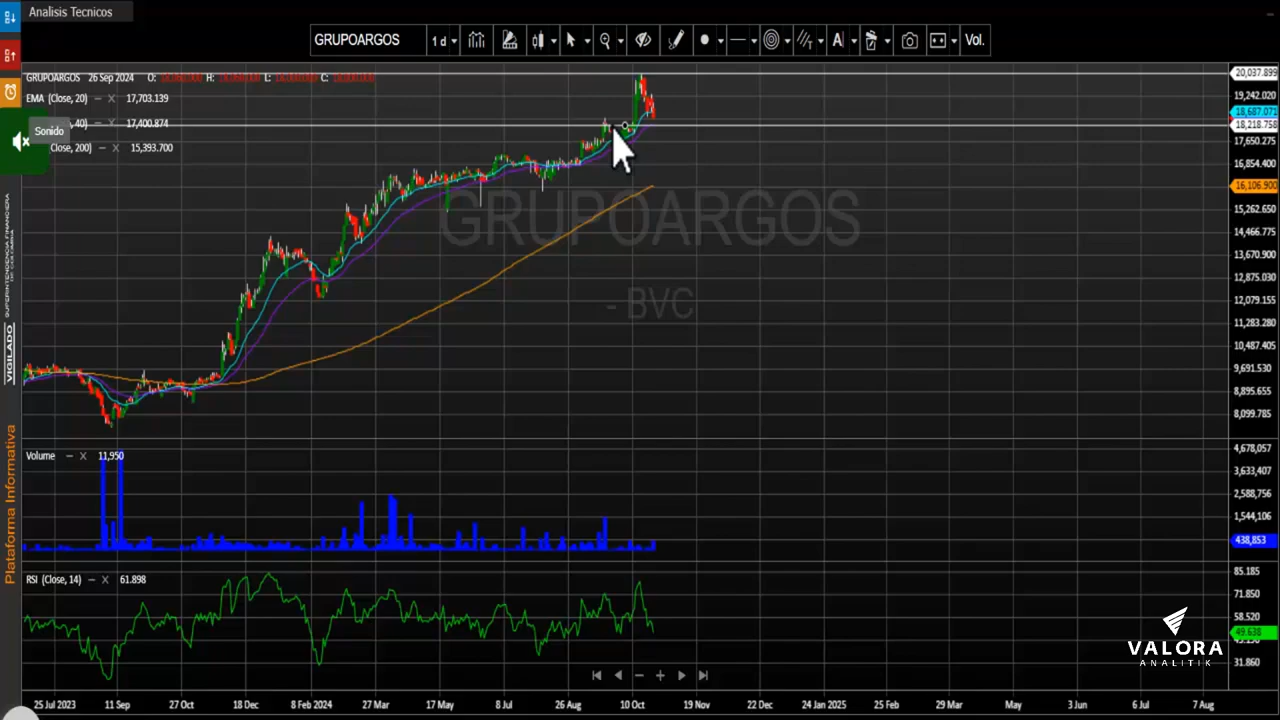 Analisis Tecnicos
GRUPOARGOS 1 d A Vol.
GRUPOARGOS 26 Sep 2024 O: H: L: C:
EMA (Close, 20) – X 17,703.139
, 40) – X 17,400.874
(Close, 200) – X 15,393.700
Sonido
GRUPOARGOS
- BVC
20,037.899
19,242.020
18,687.072
18,218.758
17,650.275
16,854.400
16,106.900
15,262.650
14,466.775
13,670.900
12,875.030
12,079.155
11,283.280
10,487.405
9,691.530
8,895.655
8,099.785
Volume – X 11,950
4,678,057
3,633,407
2,588,756
1,544,106
438,853
RSI (Close, 14) – X 61.898
85.185
71.850
58.520
49.638
31.860
25 Jul 2023 11 Sep 27 Oct 18 Dec 8 Feb 2024 27 Mar 17 May 8 Jul 26 Aug 10 Oct 19 Nov 22 Dec 24 Jan 2025 25 Feb Mar May 3 Jun 6 Jul 7 Aug
VIGILADO
SUPERINTENDENCIA FINANCIERA
DE COLOMBIA
Plataforma Informativa
VALORA
ANALITIK